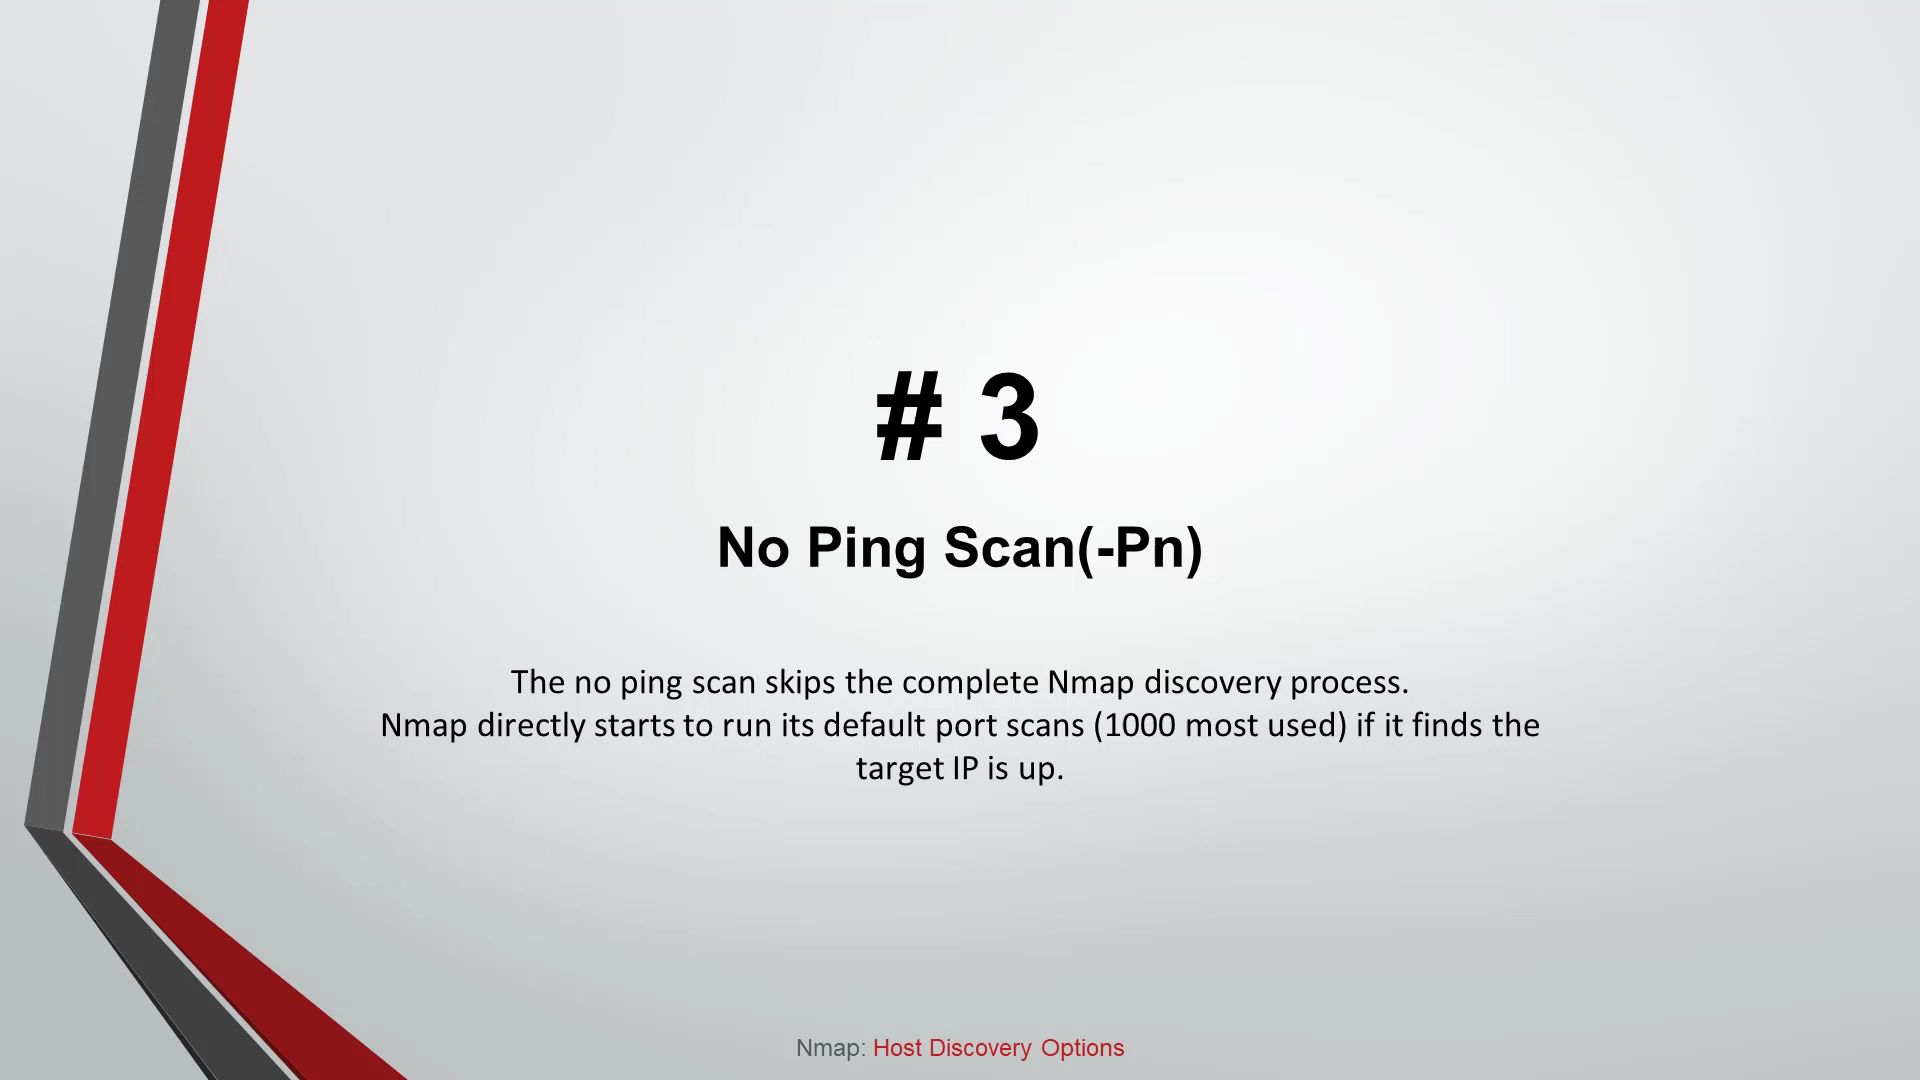 # 3
No Ping Scan(-Pn)
The no ping scan skips the complete Nmap discovery process.
Nmap directly starts to run its default port scans (1000 most used) if it finds the
target IP is up.
Nmap: Host Discovery Options